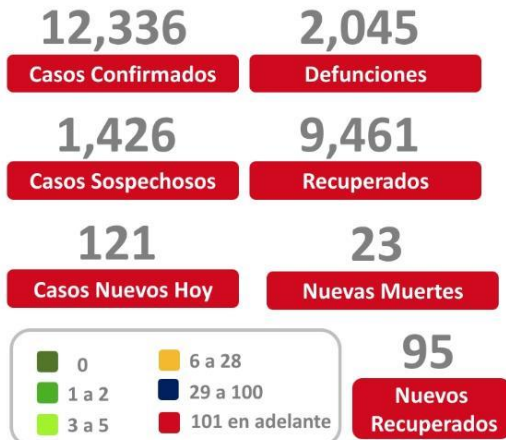 12,336 2,045
Casos Confirmados Defunciones
1,426 9,461
Casos Sospechosos Recuperados
121 23
Casos Nuevos Hoy Nuevas Muertes
0 6 a 28
1 a 2 29 a 100
3 a 5 101 en adelante
95
Nuevos
Recuperados